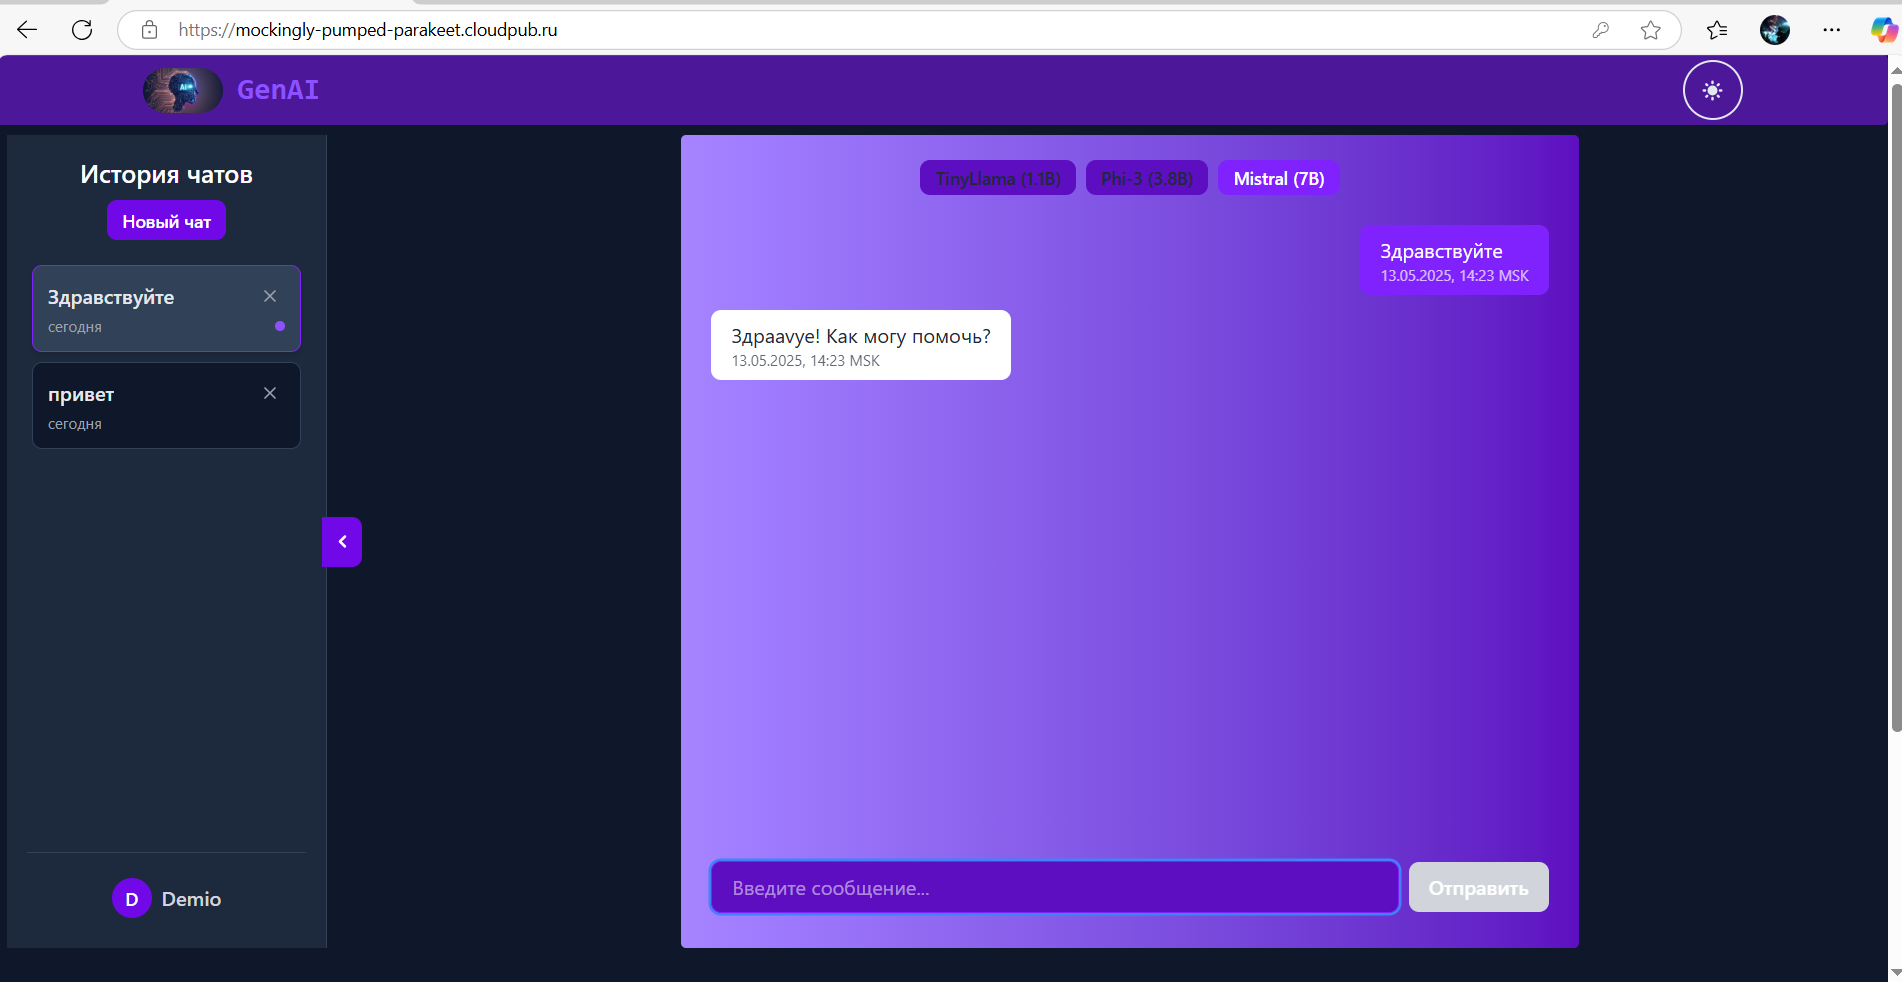 https://mockingly-pumped-parakeet.cloudpub.ru
AI
GenAI
История чатов
Новый чат
Здравствуйте
сегодня
привет
сегодня
D Demio
TinyLlama (1.1B) Phi-3 (3.8B) Mistral (7B)
Здравствуйте
13.05.2025, 14:23 MSK
Здрааvуе! Как могу помочь?
13.05.2025, 14:23 MSK
Введите сообщение...
Отправить